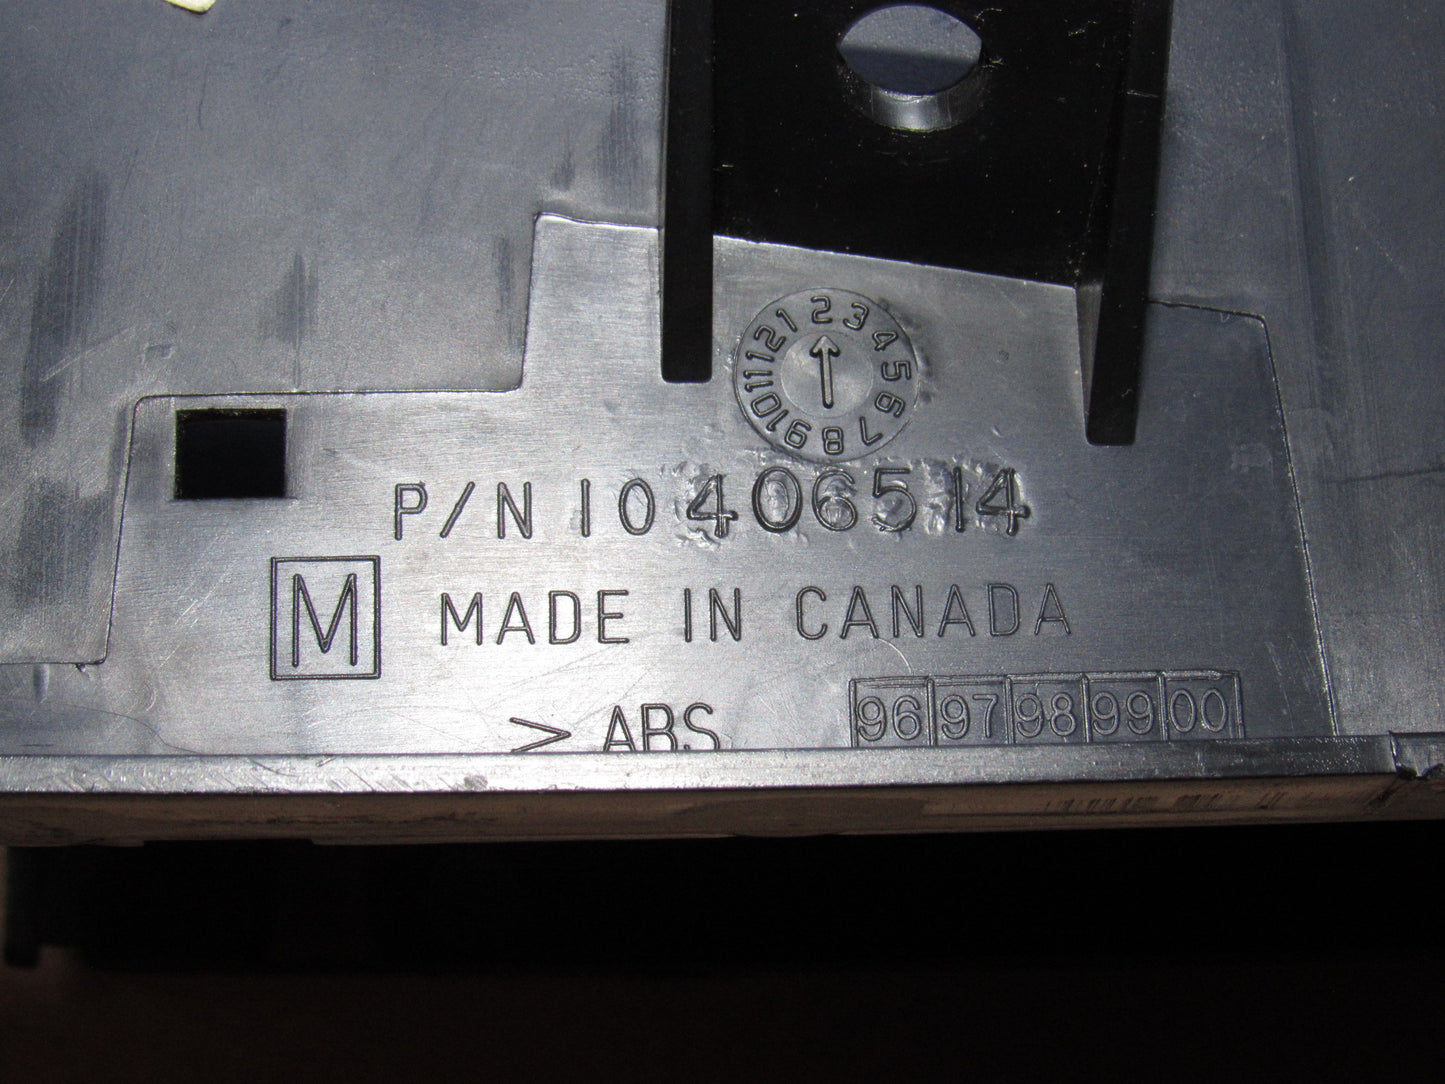 1 2 3 4 5 6 7 8 9 10 11 12
P/N 10406514
M MADE IN CANADA
> ABS
96 97 98 99 00